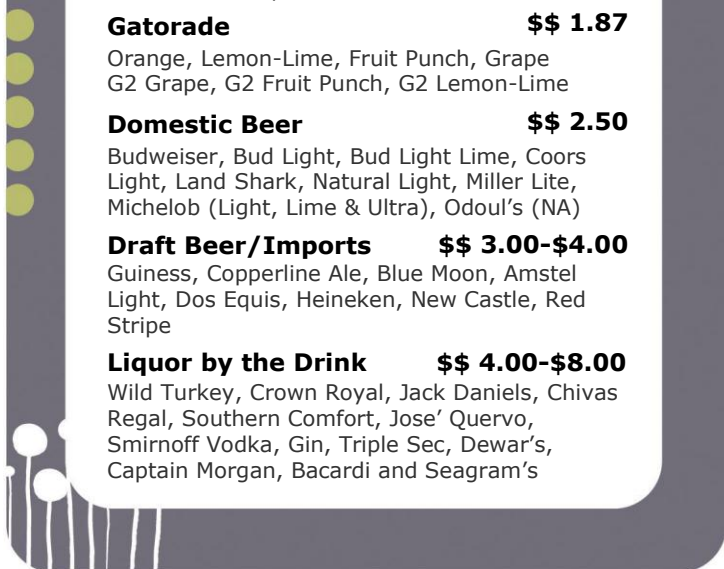 Gatorade $$ 1.87
Orange, Lemon-Lime, Fruit Punch, Grape
G2 Grape, G2 Fruit Punch, G2 Lemon-Lime
Domestic Beer $$ 2.50
Budweiser, Bud Light, Bud Light Lime, Coors
Light, Land Shark, Natural Light, Miller Lite,
Michelob (Light, Lime & Ultra), Odoul's (NA)
Draft Beer/Imports $$ 3.00-$4.00
Guiness, Copperline Ale, Blue Moon, Amstel
Light, Dos Equis, Heineken, New Castle, Red
Stripe
Liquor by the Drink $$ 4.00-$8.00
Wild Turkey, Crown Royal, Jack Daniels, Chivas
Regal, Southern Comfort, Jose’ Quervo,
Smirnoff Vodka, Gin, Triple Sec, Dewar’s,
Captain Morgan, Bacardi and Seagram’s